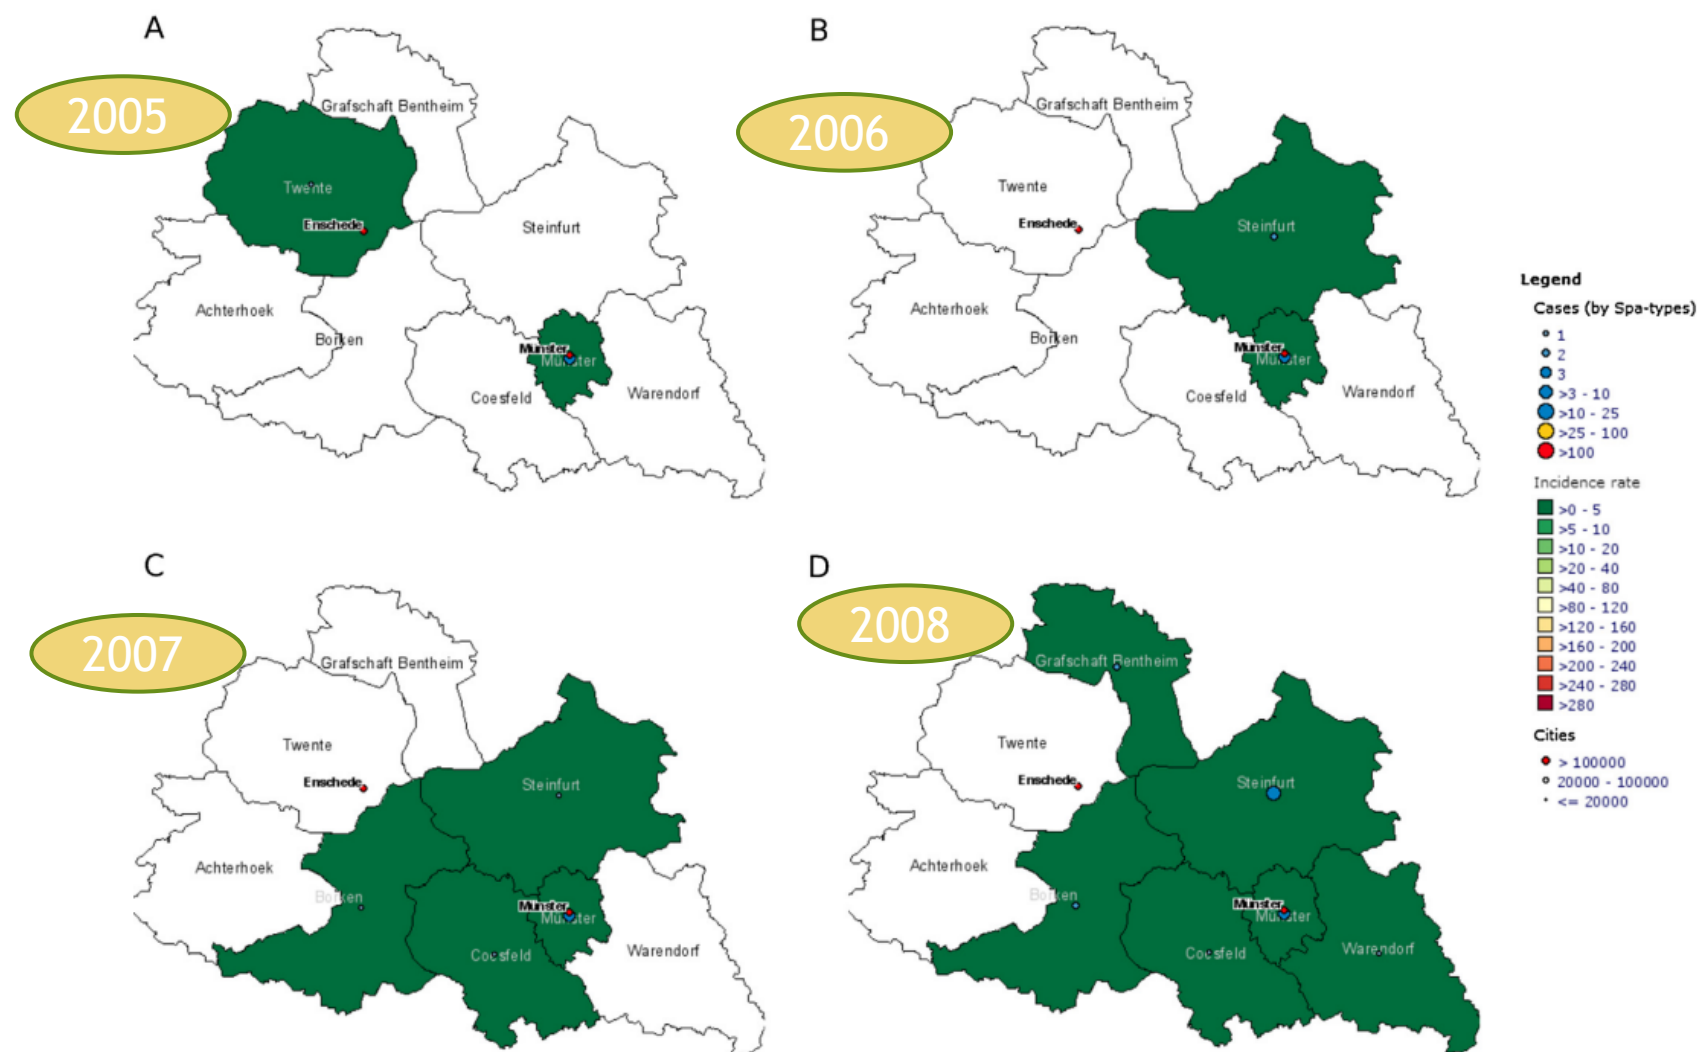 A
2005
Grafschaft Bentheim
Twente
Enschede
Steinfurt
Achterhoek
Borken
Münster
Münster
Coesfeld
Warendorf
B
2006
Grafschaft Bentheim
Twente
Enschede
Steinfurt
Achterhoek
Borken
Münster
Münster
Coesfeld
Warendorf
C
2007
Grafschaft Bentheim
Twente
Enschede
Steinfurt
Achterhoek
Borken
Münster
Münster
Coesfeld
Warendorf
D
2008
Grafschaft Bentheim
Twente
Enschede
Steinfurt
Achterhoek
Borken
Münster
Münster
Coesfeld
Warendorf
Legend
Cases (by Spa-types)
1
2
3
>3 - 10
>10 - 25
>25 - 100
>100
Incidence rate
>0 - 5
>5 - 10
>10 - 20
>20 - 40
>40 - 80
>80 - 120
>120 - 160
>160 - 200
>200 - 240
>240 - 280
>280
Cities
> 100000
20000 - 100000
<= 20000